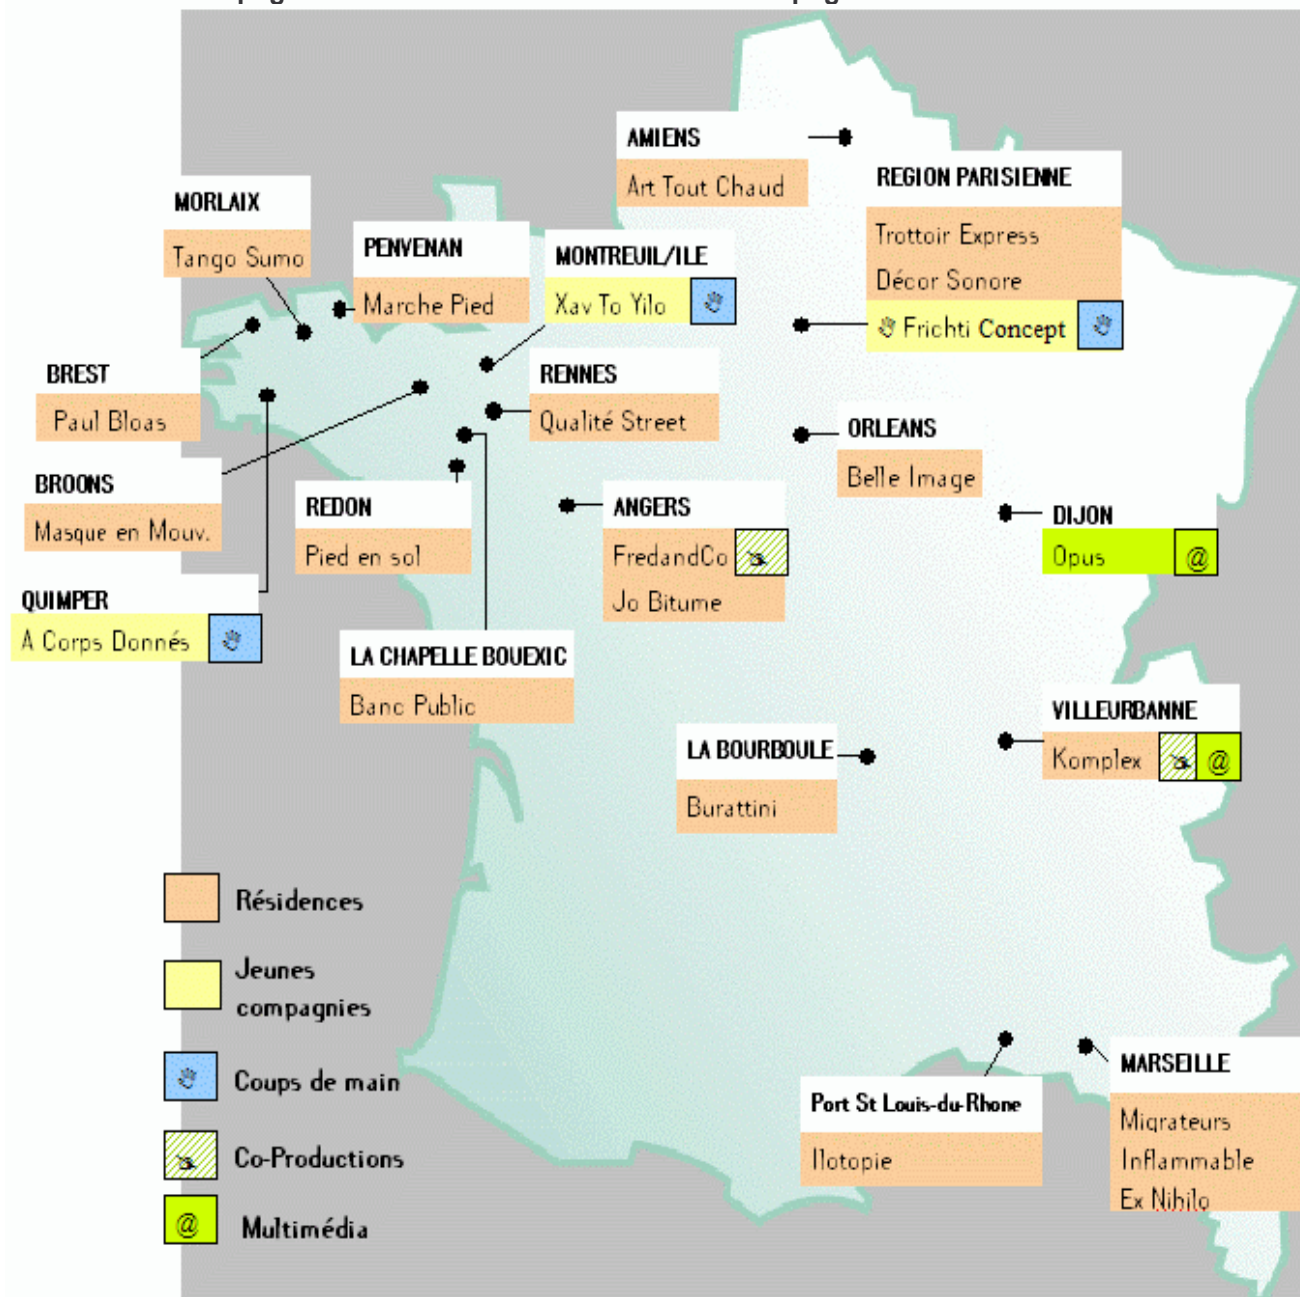 AMIENS
Art Tout Chaud
REGION PARISIENNE
Trottoir Express
Décor Sonore
Frichti Concept
MORLAIX
Tango Sumo
PENVENAN
Marche Pied
MONTREUIL/ILE
Xav To Yilo
BREST
Paul Bloas
RENNES
Qualité Street
ORLEANS
Belle Image
BROONS
Masque en Mouv.
REDON
Pied en sol
ANGERS
FredandCo
Jo Bitume
DIJON
Opus @
QUIMPER
A Corps Donnés
LA CHAPELLE BOUEXIC
Banc Public
VILLEURBANNE
Komplex @
LA BOURBOULE
Burattini
Résidences
Jeunes
compagnies
Coups de main
Co-Productions
@ Multimédia
Port St Louis-du-Rhone
Ilotopie
MARSEILLE
Migrateurs
Inflammable
Ex Nihilo